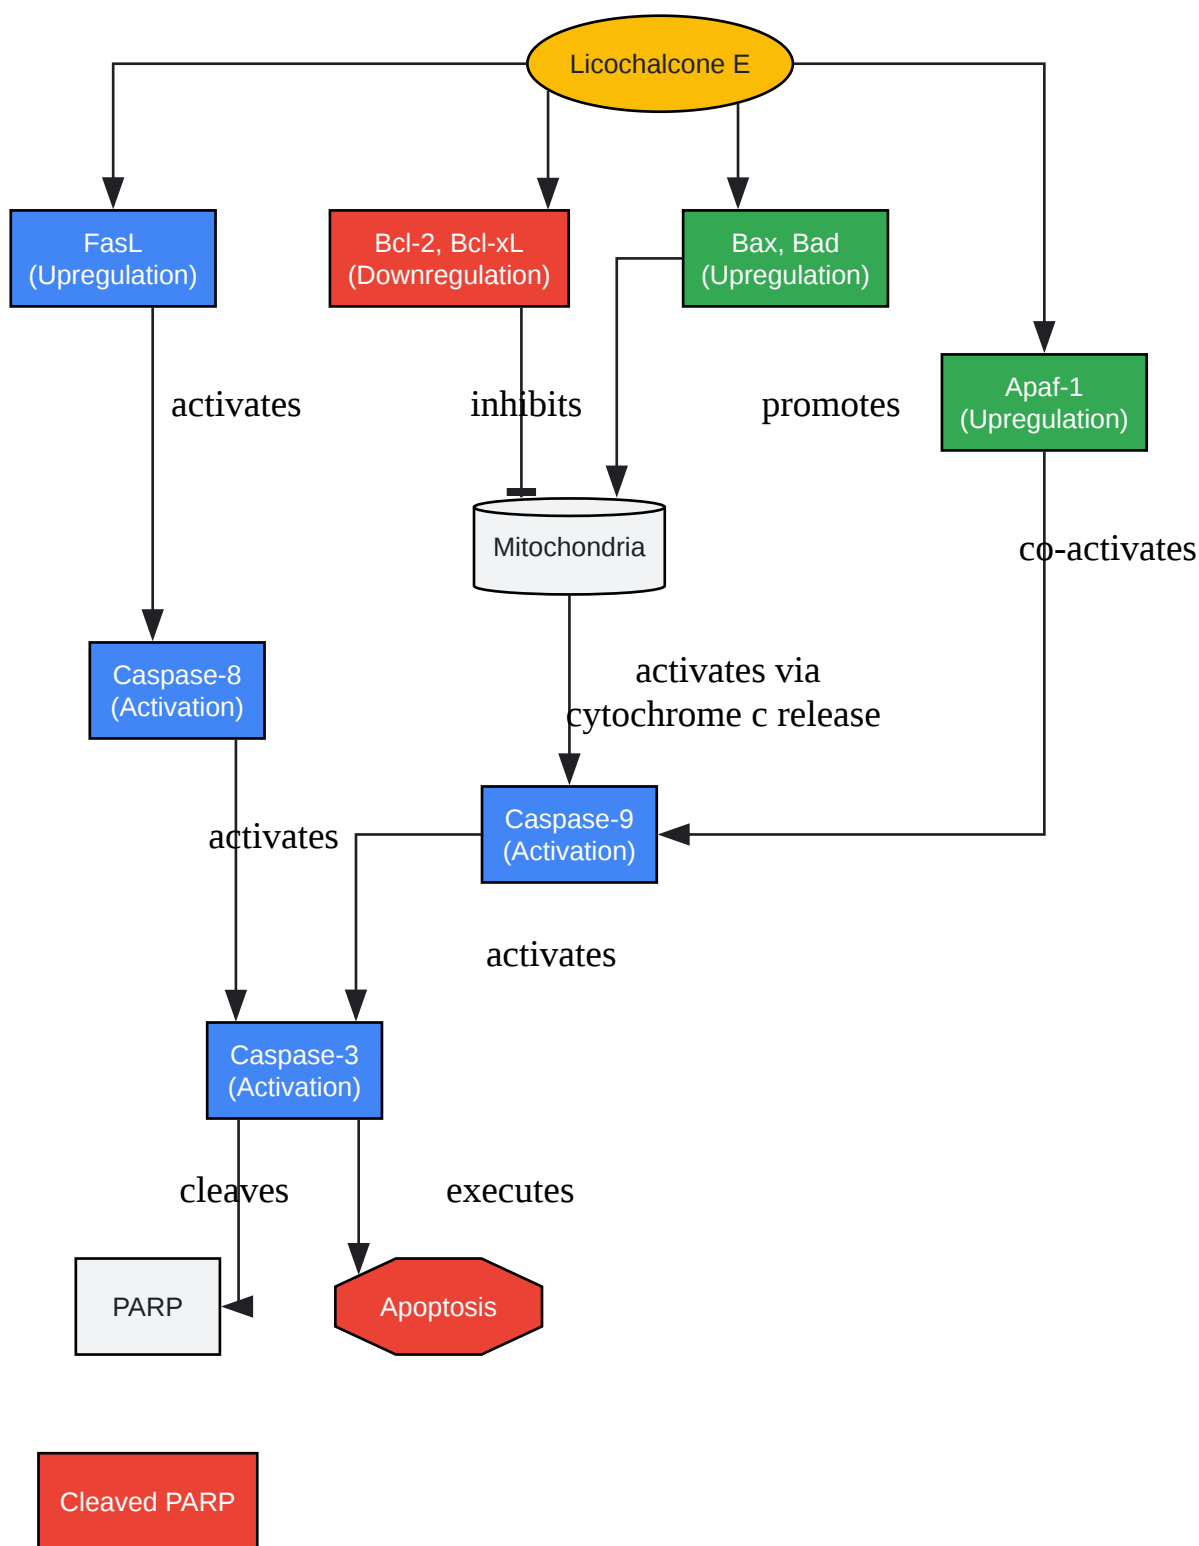 Licochalcone E
FasL
(Upregulation)
Bcl-2, Bcl-xL
(Downregulation)
Bax, Bad
(Upregulation)
activates
inhibits
promotes
Apaf-1
(Upregulation)
Mitochondria
co-activates
Caspase-8
(Activation)
activates via
cytochrome c release
activates
Caspase-9
(Activation)
activates
Caspase-3
(Activation)
cleaves
executes
PARP
Apoptosis
Cleaved PARP